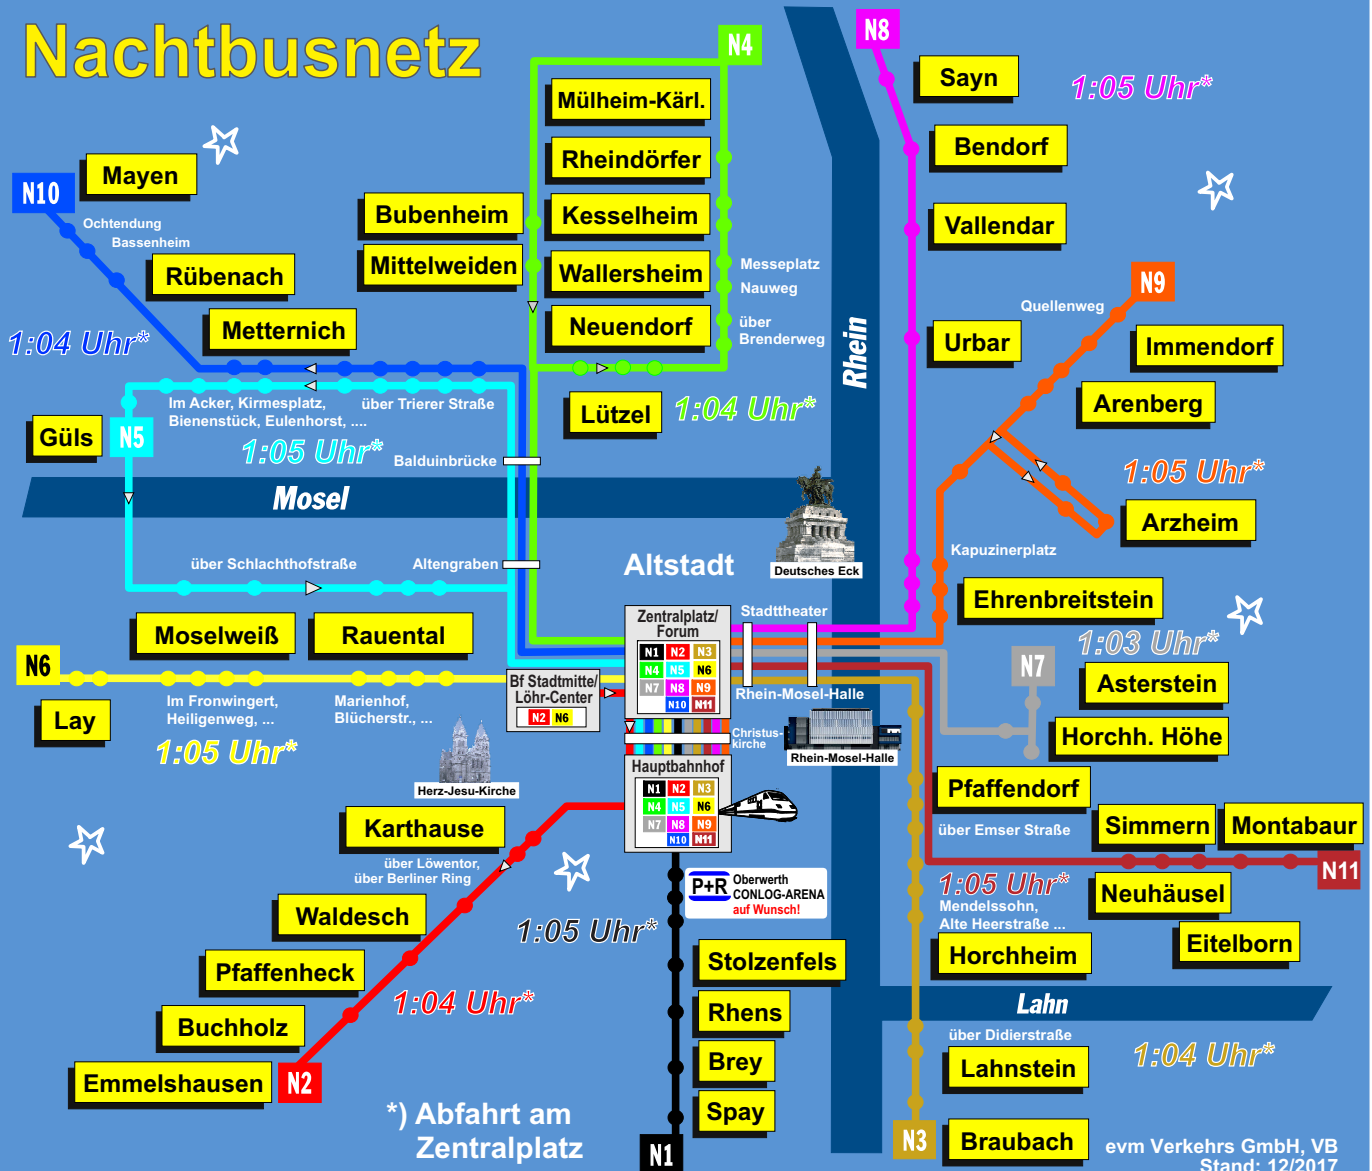 Nachtbusnetz
N4
N8
Sayn
1:05 Uhr*
Mülheim-Kärl.
Bendorf
Rheindörfer
Mayen
N10
Kesselheim
Bubenheim
Vallendar
Ochtendung
Bassenheim
Mittelweiden
Wallersheim
Messeplatz
Nauweg
Rübenach
N9
Quellenweg
Metternich
Neuendorf
über
Brenderweg
Rhein
Urbar
Immendorf
1:04 Uhr*
Arenberg
Im Acker, Kirmesplatz,
Bienenstück, Eulenhorst, ....
über Trierer Straße
Lützel
1:04 Uhr*
Güls
N5
1:05 Uhr*
Balduinbrücke
1:05 Uhr*
Mosel
Arzheim
über Schlachthofstraße
Altengraben
Altstadt
Deutsches Eck
Kapuzinerplatz
Ehrenbreitstein
Moselweiß
Rauental
Zentralplatz/
Forum
N1 N2 N3
N4 N5 N6
N7 N8 N9
N10 N11
Stadttheater
1:03 Uhr*
N6
N7
Asterstein
Bf Stadtmitte/
Löhr-Center
N2 N6
Rhein-Mosel-Halle
Lay
Im Fronwingert,
Heiligenweg, ...
Marienhof,
Blücherstr., ...
1:05 Uhr*
Christus-
kirche
Horchh. Höhe
Rhein-Mosel-Halle
Herz-Jesu-Kirche
Hauptbahnhof
N1 N2 N3
N4 N5 N6
N7 N8 N9
N10 N11
Pfaffendorf
über Emser Straße
Simmern
Montabaur
Karthause
über Löwentor,
über Berliner Ring
N11
P+R
Oberwerth
CONLOG-ARENA
auf Wunsch!
1:05 Uhr*
Mendelssohn,
Alte Heerstraße ...
Neuhäusel
Waldesch
1:05 Uhr*
Eitelborn
Horchheim
Pfaffenheck
Stolzenfels
1:04 Uhr*
Lahn
Buchholz
Rhens
über Didierstraße
1:04 Uhr*
Emmelshausen
N2
Brey
Lahnstein
Spay
*) Abfahrt am
Zentralplatz
N1
N3
Braubach
evm Verkehrs GmbH, VB
Stand: 12/2017